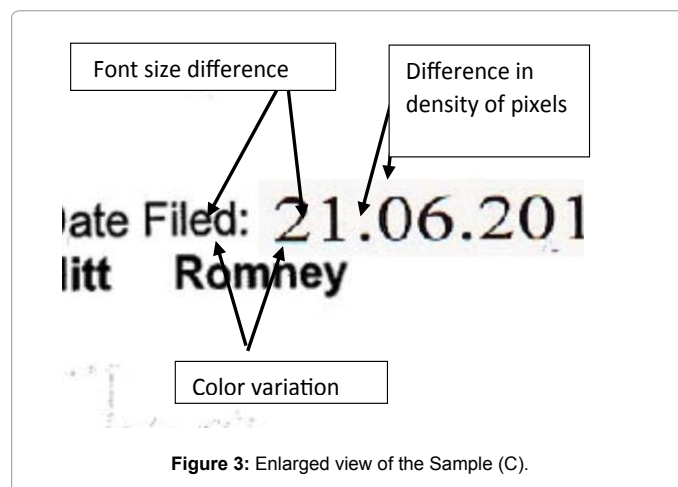 Font size difference
Difference in
density of pixels
ate Filed: 21.06.201
itt Romney
Color variation
Figure 3: Enlarged view of the Sample (C).